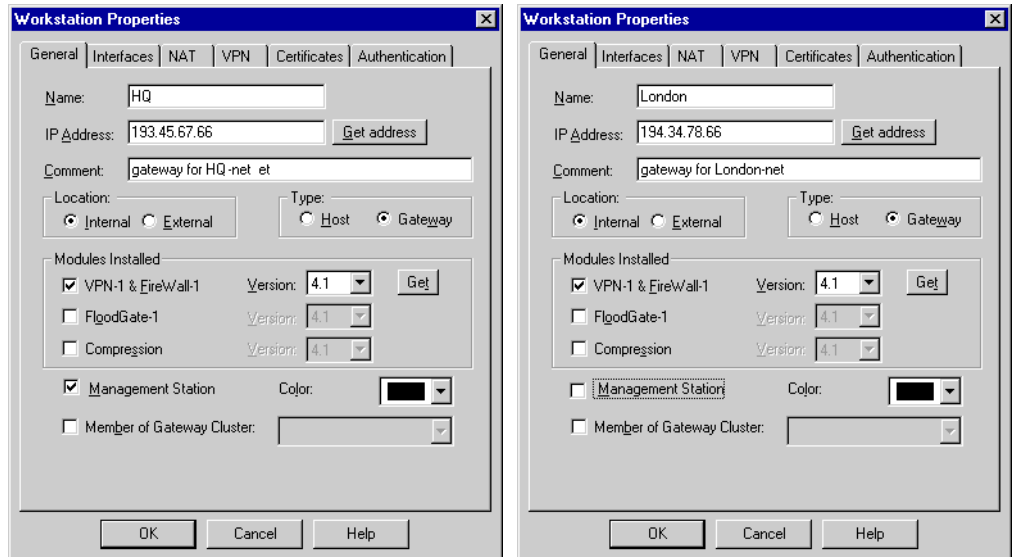 Workstation Properties
General Interfaces NAT VPN Certificates Authentication
Name: HQ
IP Address: 193.45.67.66 Get address
Comment: gateway for HQ-net et
Location: Type:
Internal External Host Gateway
Modules Installed
VPN-1 & FireWall-1 Version: 4.1 Get
FloodGate-1 Version: 4.1
Compression Version: 4.1
Management Station Color:
Member of Gateway Cluster:
OK Cancel Help
Workstation Properties
General Interfaces NAT VPN Certificates Authentication
Name: London
IP Address: 194.34.78.66 Get address
Comment: gateway for London-net
Location: Type:
Internal External Host Gateway
Modules Installed
VPN-1 & FireWall-1 Version: 4.1 Get
FloodGate-1 Version: 4.1
Compression Version: 4.1
Management Station Color:
Member of Gateway Cluster:
OK Cancel Help